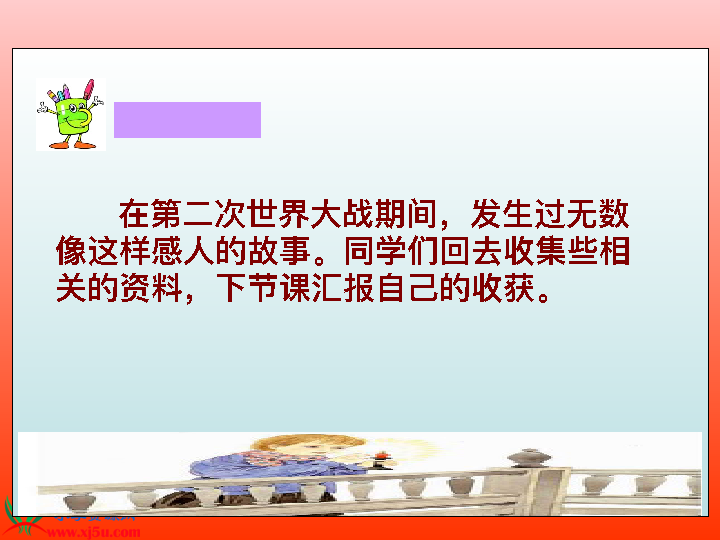 在第二次世界大战期间，发生过无数
像这样感人的故事。同学们回去收集些相
关的资料，下节课汇报自己的收获。
www.xj5u.com